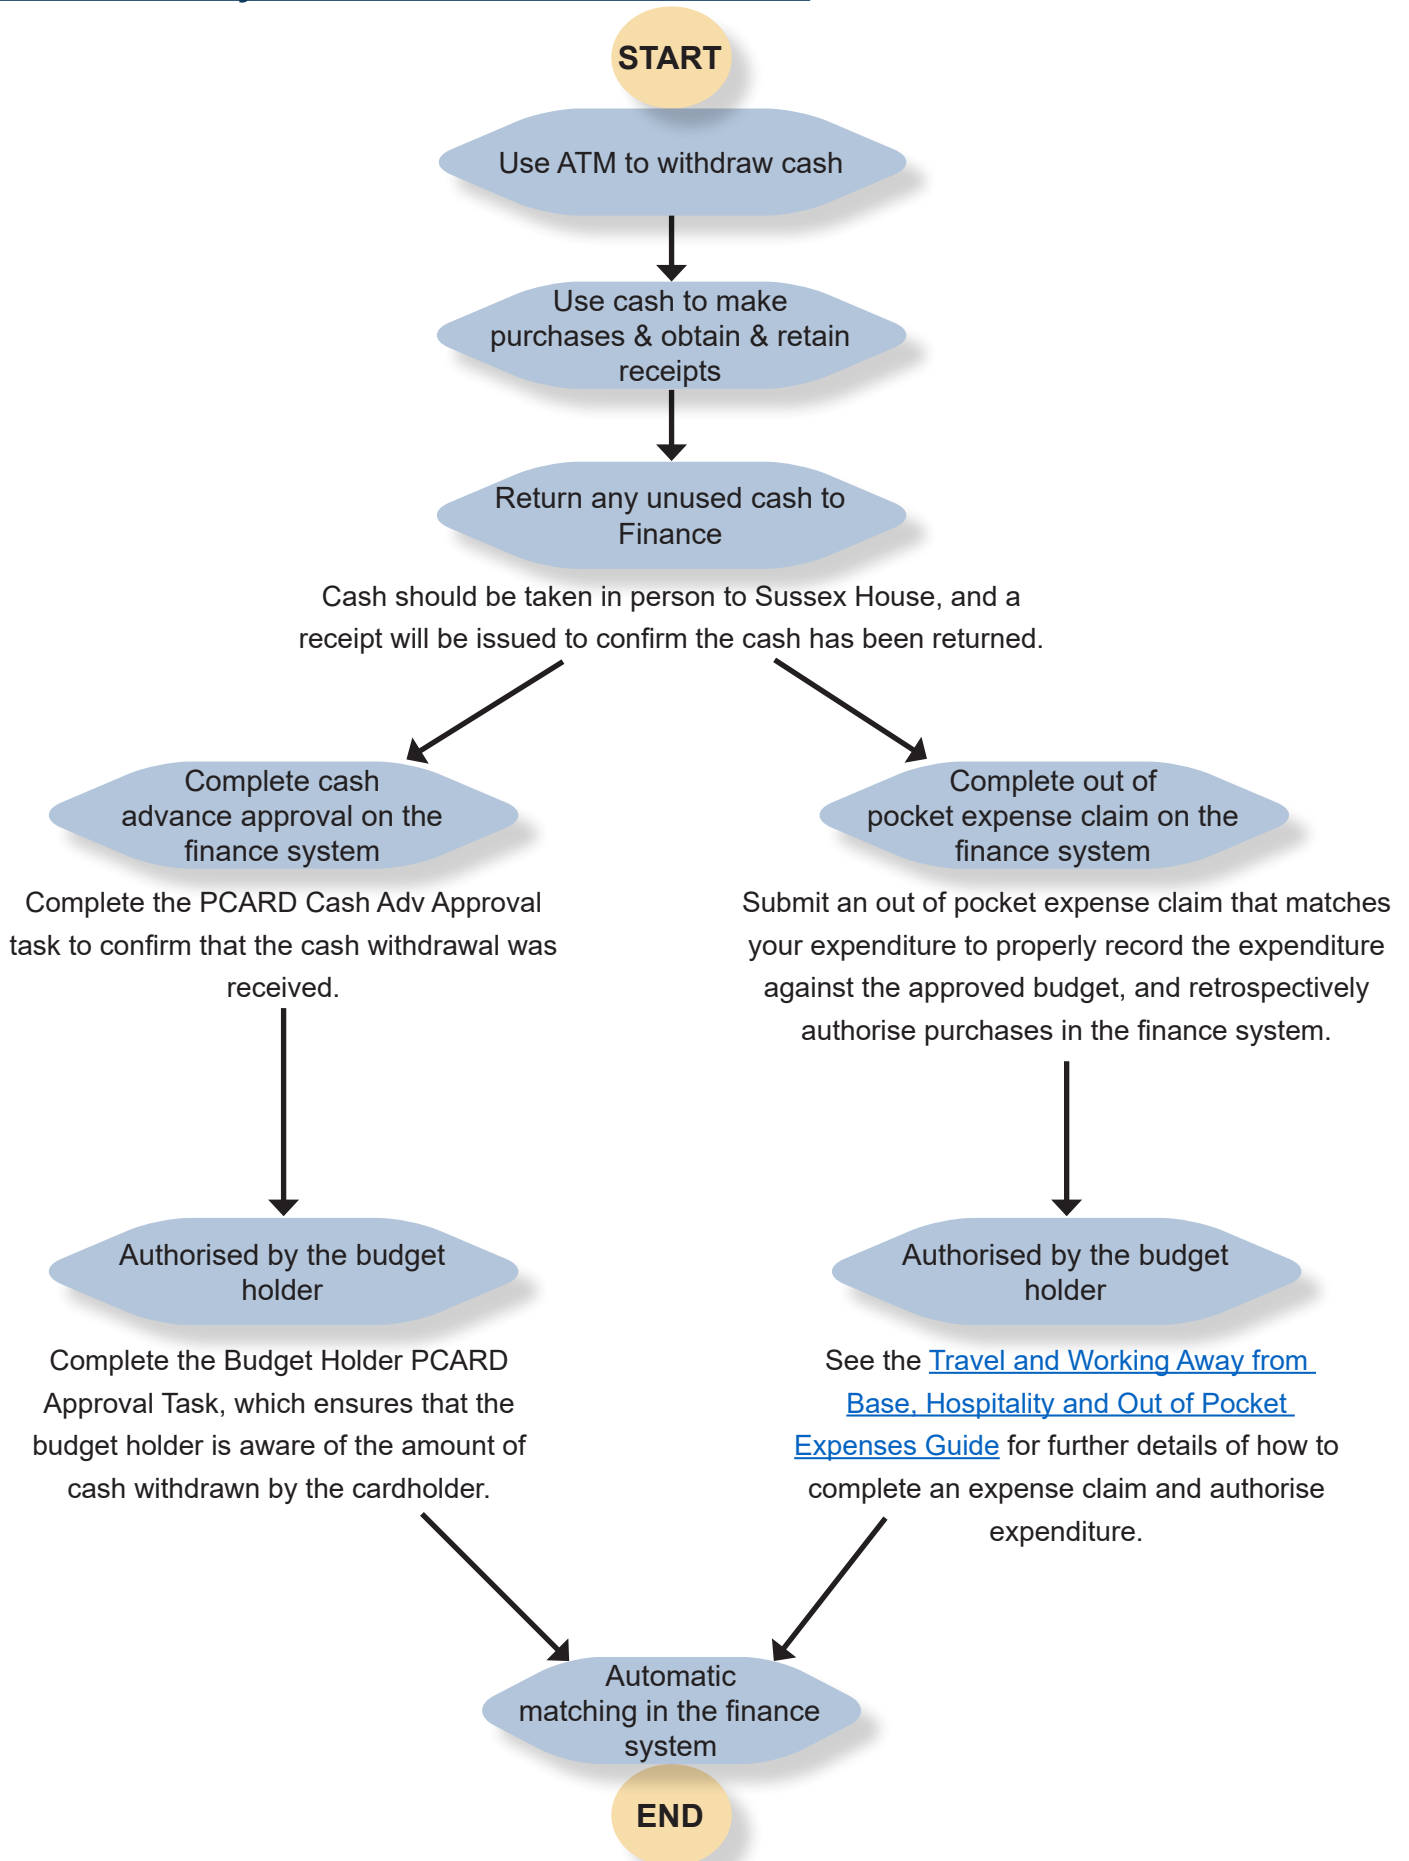 START
Use ATM to withdraw cash
Use cash to make
purchases & obtain & retain
receipts
Return any unused cash to
Finance
Cash should be taken in person to Sussex House, and a
receipt will be issued to confirm the cash has been returned.
Complete cash
advance approval on the
finance system
Complete the PCARD Cash Adv Approval
task to confirm that the cash withdrawal was
received.
Complete out of
pocket expense claim on the
finance system
Submit an out of pocket expense claim that matches
your expenditure to properly record the expenditure
against the approved budget, and retrospectively
authorise purchases in the finance system.
Authorised by the budget
holder
Complete the Budget Holder PCARD
Approval Task, which ensures that the
budget holder is aware of the amount of
cash withdrawn by the cardholder.
Authorised by the budget
holder
See the Travel and Working Away from
Base, Hospitality and Out of Pocket
Expenses Guide for further details of how to
complete an expense claim and authorise
expenditure.
Automatic
matching in the finance
system
END